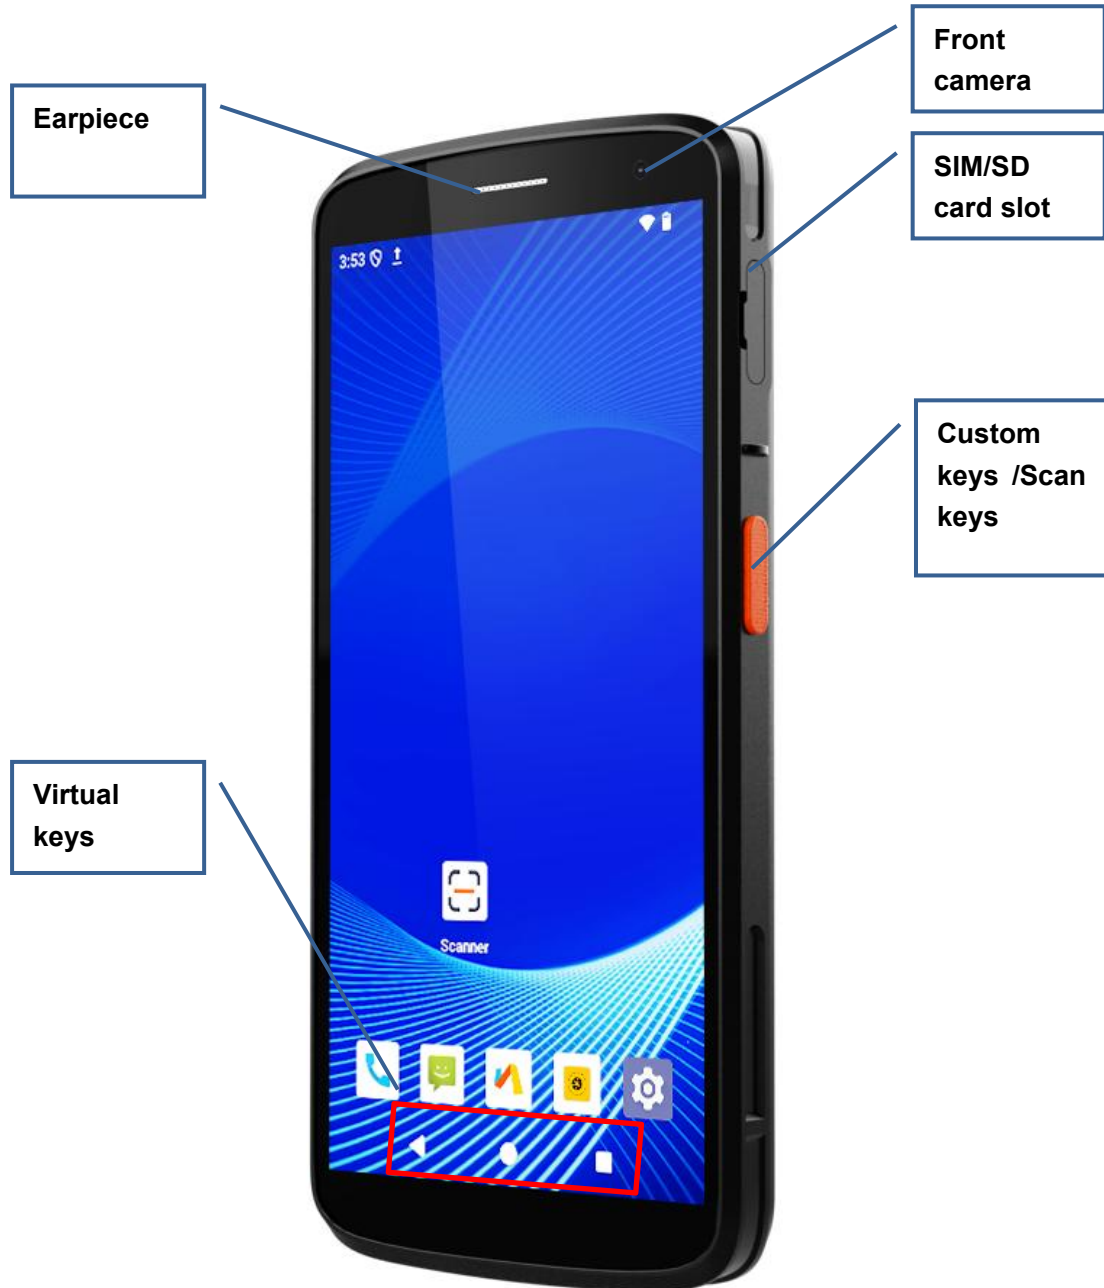 Front
camera
Earpiece
SIM/SD
card slot
3:53
Custom
keys /Scan
keys
Virtual
keys
Scanner